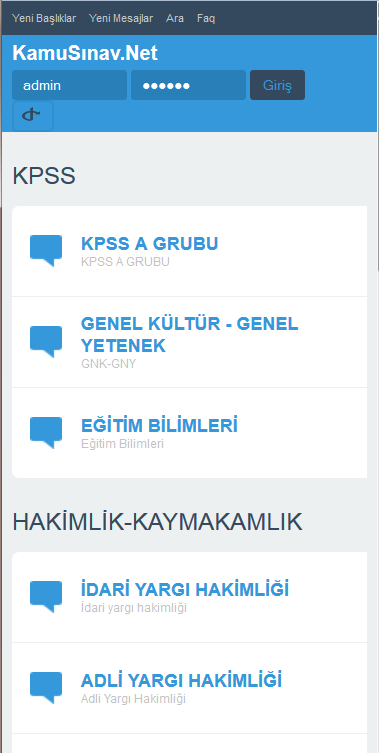 Yeni Başlıklar Yeni Mesajlar Ara Faq
KamuSınav.Net
admin ●●●●●● Giriş
KPSS
KPSS A GRUBU
KPSS A GRUBU
GENEL KÜLTÜR - GENEL
YETENEK
GNK-GNY
EĞİTİM BİLİMLERİ
Eğitim Bilimleri
HAKİMLİK-KAYMAKAMLIK
İDARİ YARGI HAKİMLİĞİ
İdari yargı hakimliği
ADLİ YARGI HAKİMLİĞİ
Adli Yargı Hakimliği